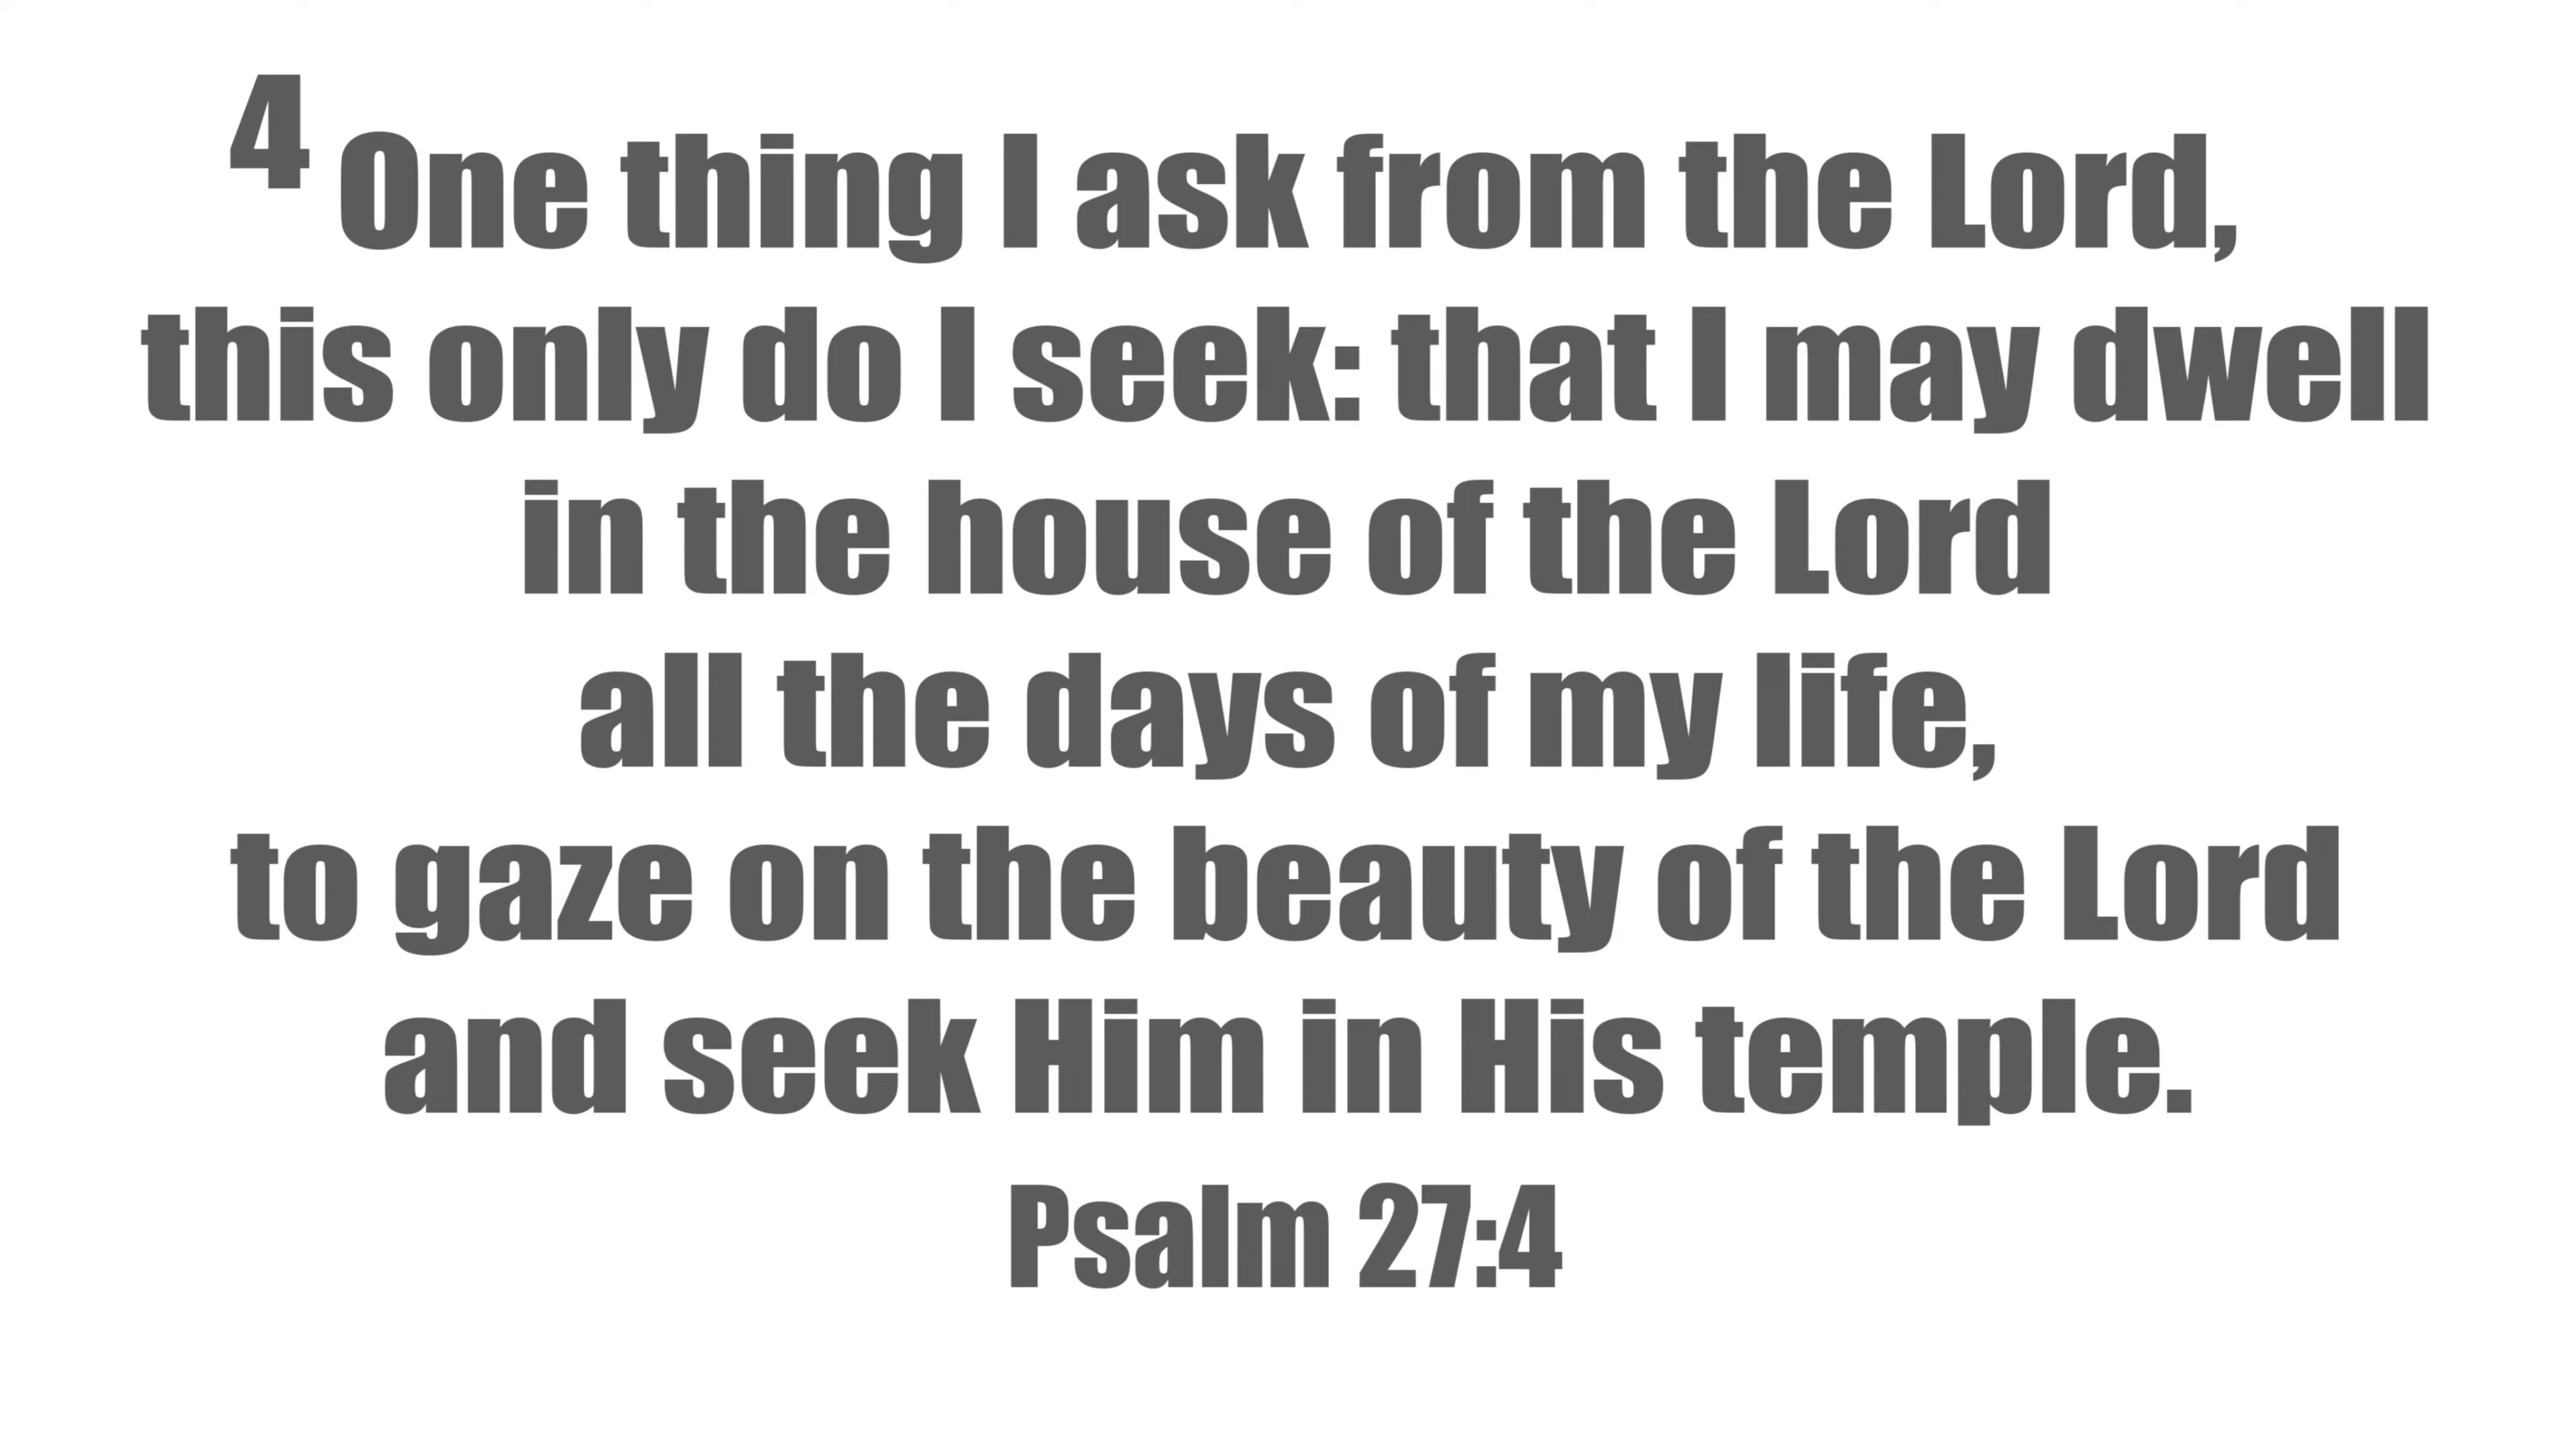 4 One thing I ask from the Lord,
this only do I seek: that I may dwell
in the house of the Lord
all the days of my life,
to gaze on the beauty of the Lord
and seek Him in His temple.
Psalm 27:4